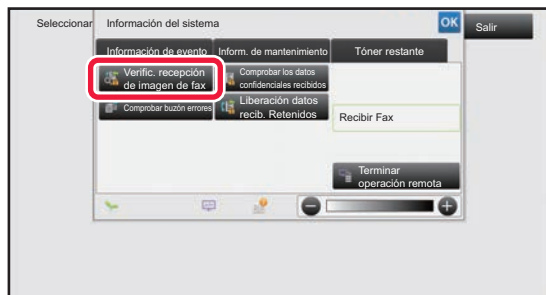 Seleccionar
Información del sistema
OK
Salir
Información de evento
Inform. de mantenimiento
Tóner restante
Verific. recepción
de imagen de fax
Comprobar los datos
confidenciales recibidos
Comprobar buzón errores
Liberación datos
recib. Retenidos
Recibir Fax
Terminar
operación remota